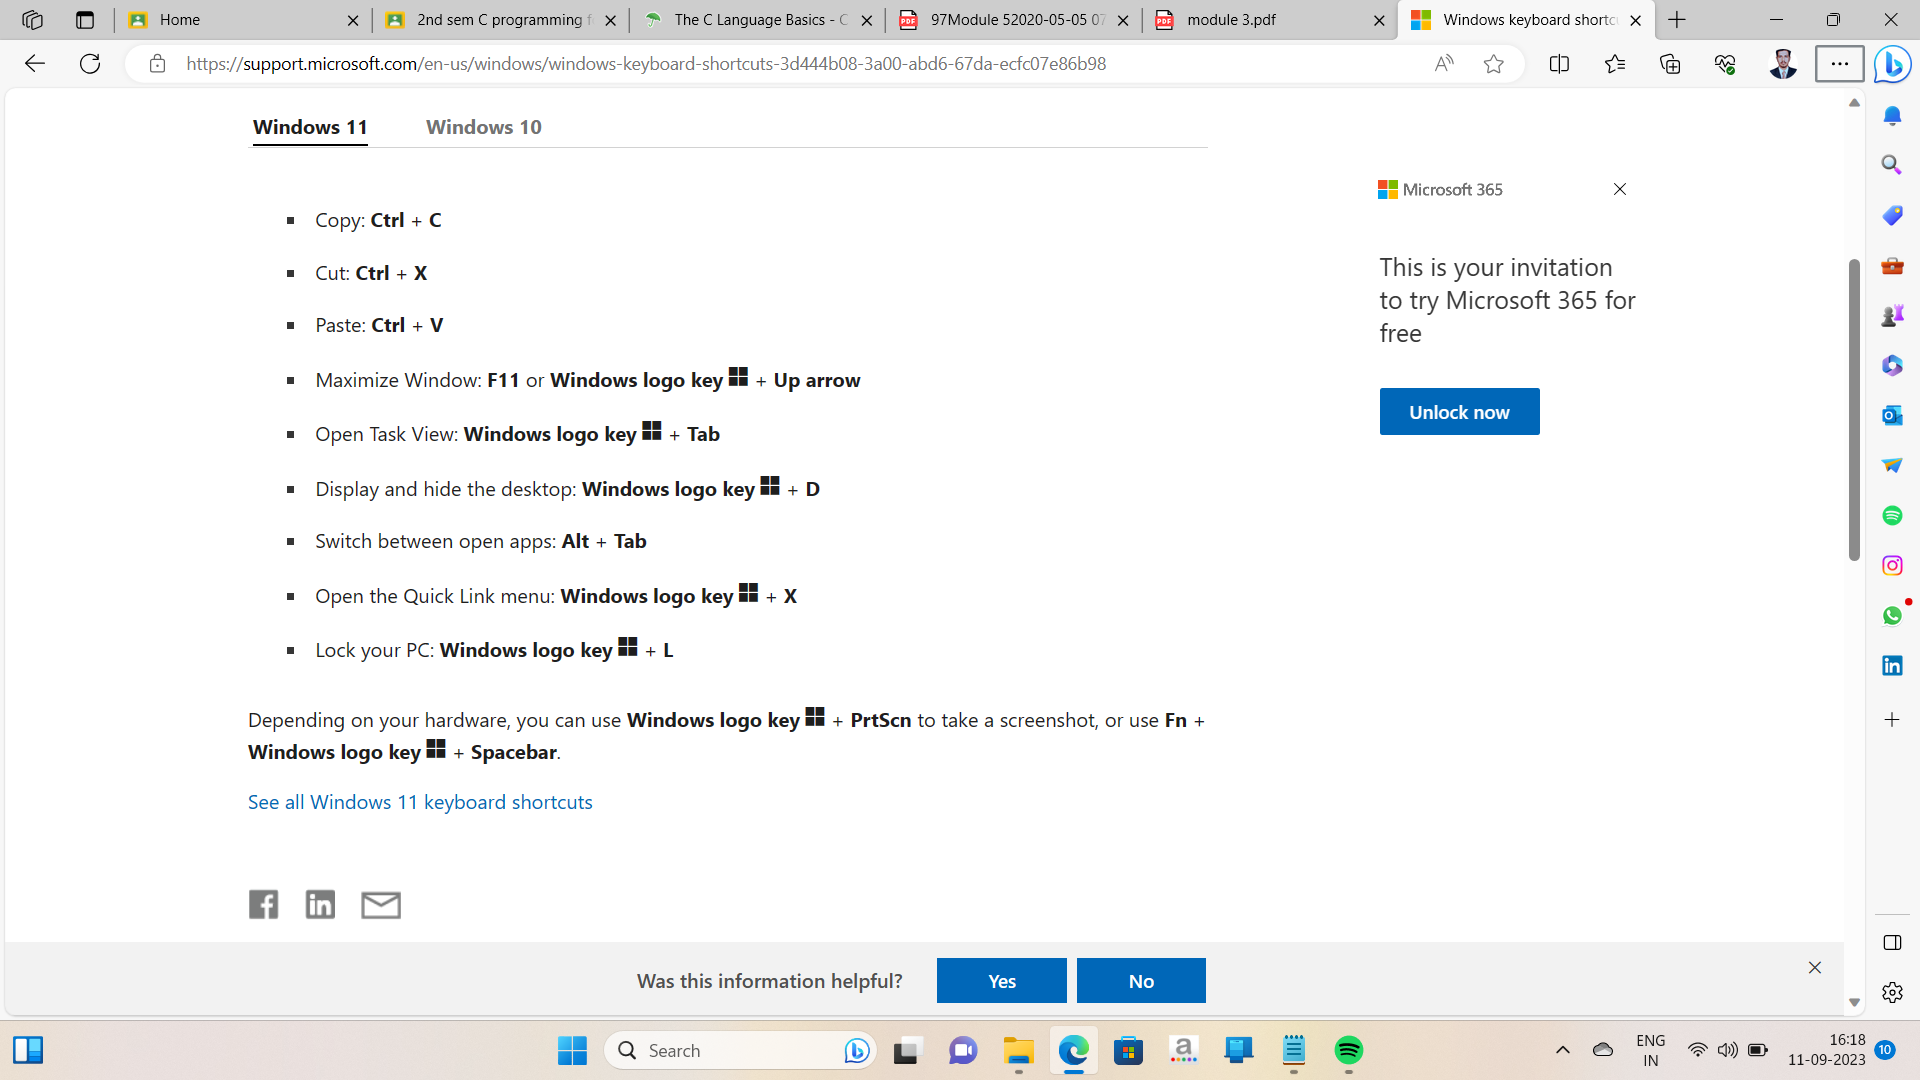 Home
2nd sem C programming f
The C Language Basics - C
97Module 52020-05-05 07
module 3.pdf
Windows keyboard shortcu
https://support.microsoft.com/en-us/windows/windows-keyboard-shortcuts-3d444b08-3a00-abd6-67da-ecfc07e86b98
Windows 11 Windows 10
Copy: Ctrl + C
Cut: Ctrl + X
Paste: Ctrl + V
Maximize Window: F11 or Windows logo key + Up arrow
Open Task View: Windows logo key + Tab
Display and hide the desktop: Windows logo key + D
Switch between open apps: Alt + Tab
Open the Quick Link menu: Windows logo key + X
Lock your PC: Windows logo key + L
Depending on your hardware, you can use Windows logo key + PrtScn to take a screenshot, or use Fn +
Windows logo key + Spacebar.
See all Windows 11 keyboard shortcuts
Microsoft 365
This is your invitation
to try Microsoft 365 for
free
Unlock now
Was this information helpful? Yes No
Search
ENG
IN
16:18
11-09-2023
10